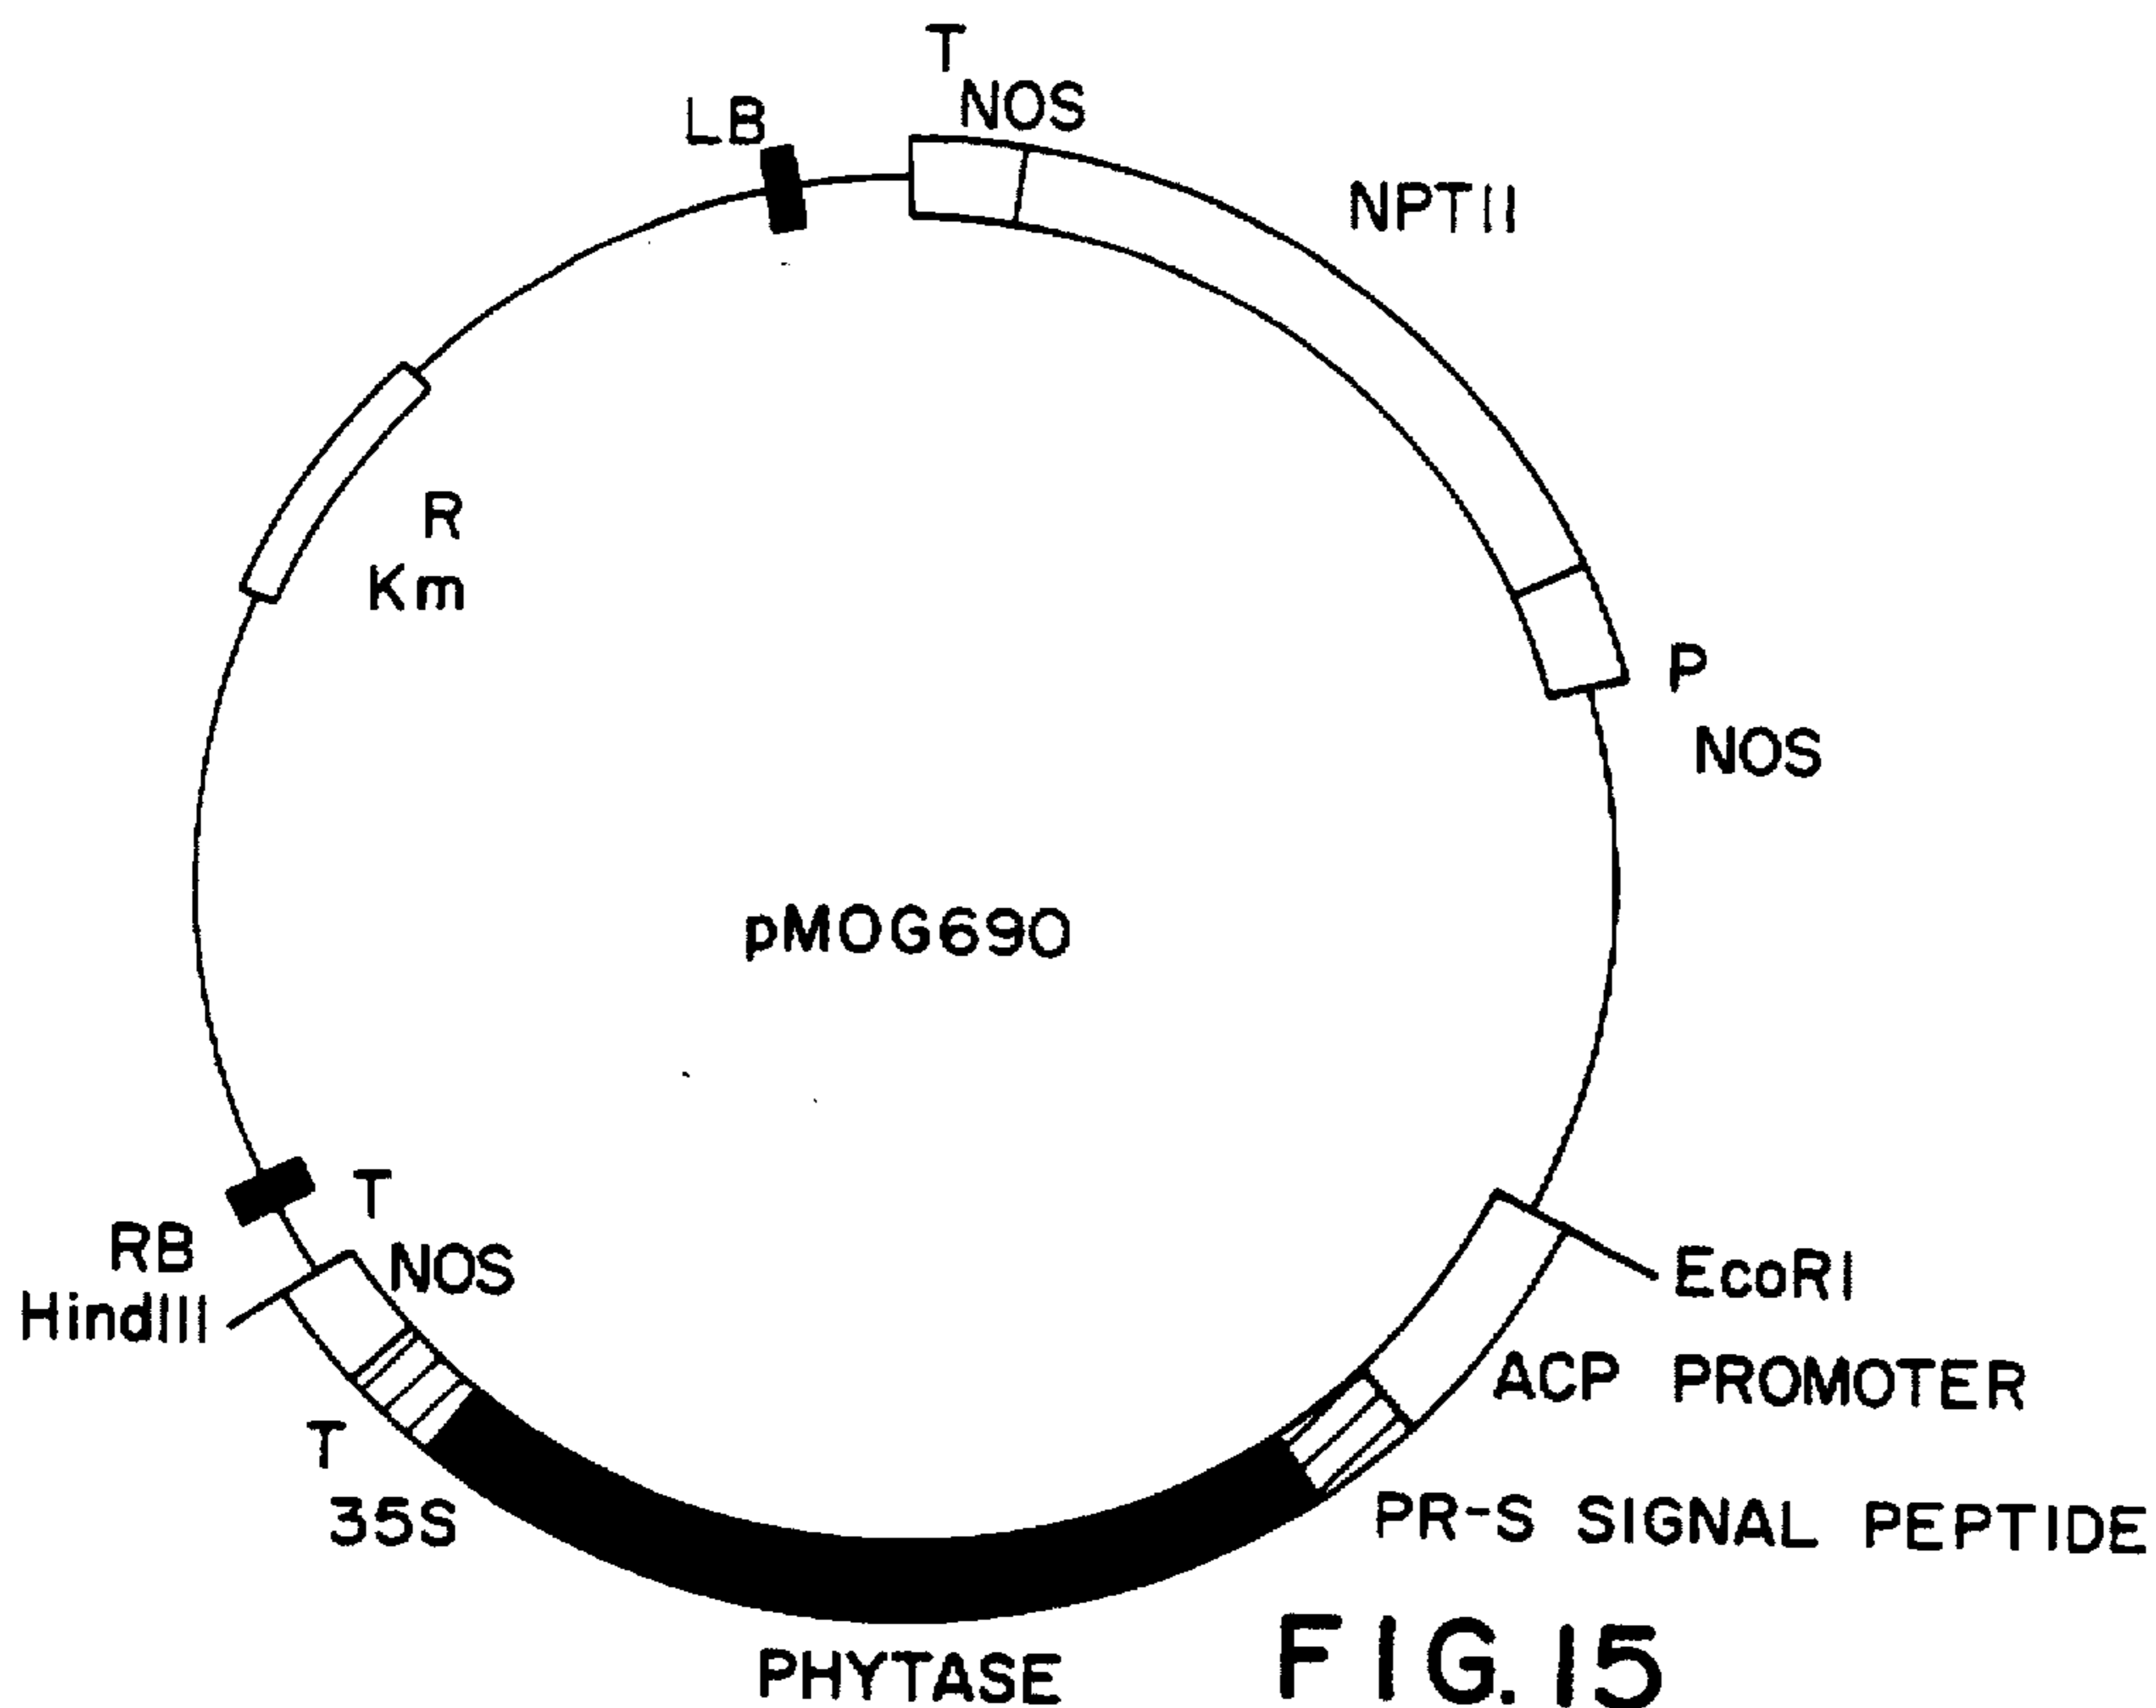 T
NOS
LB
NPTII
R
Km
P
NOS
pMOG690
T
NOS
RB
HindIII
EcoRI
ACP PROMOTER
T
35S
PR-S SIGNAL PEPTIDE
PHYTASE
FIG. 15